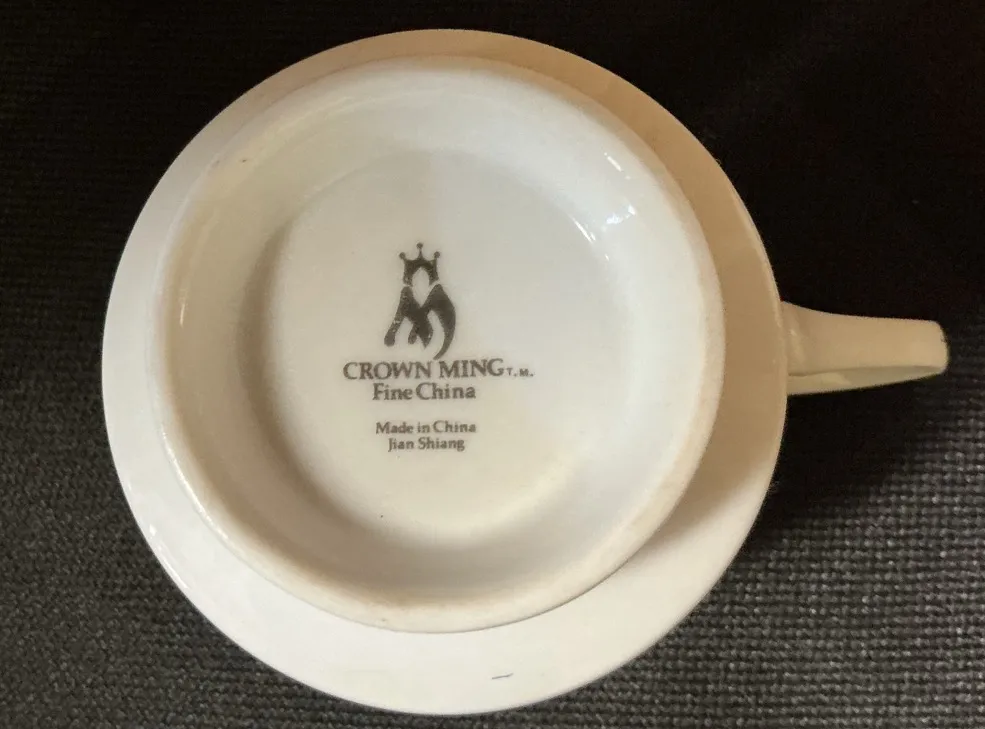 CROWN MING T.M.
Fine China
Made in China
Jian Shiang